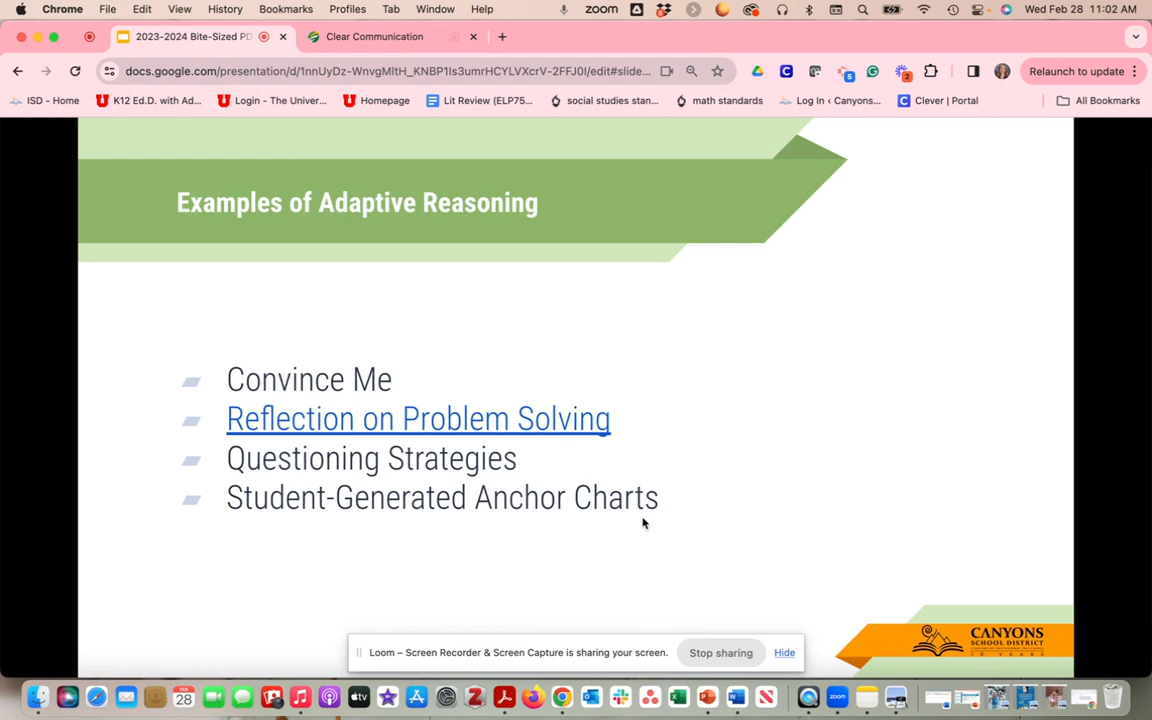 Chrome File Edit View History Bookmarks Profiles Tab Window Help zoom Wed Feb 28 11:02 AM
2023-2024 Bite-Sized PD Clear Communication
docs.google.com/presentation/d/1nnUyDz-WnvgMltH_KNBP1Is3umrHCYLVXcrV-2FFJ0I/edit#slide... Relaunch to update
ISD - Home K12 Ed.D. with Ad... Login - The Univer... Homepage Lit Review (ELP75... social studies stan... math standards Log In ‹ Canyons... Clever | Portal All Bookmarks
Examples of Adaptive Reasoning
Convince Me
Reflection on Problem Solving
Questioning Strategies
Student-Generated Anchor Charts
CANYONS
SCHOOL DISTRICT
Loom – Screen Recorder & Screen Capture is sharing your screen. Stop sharing Hide